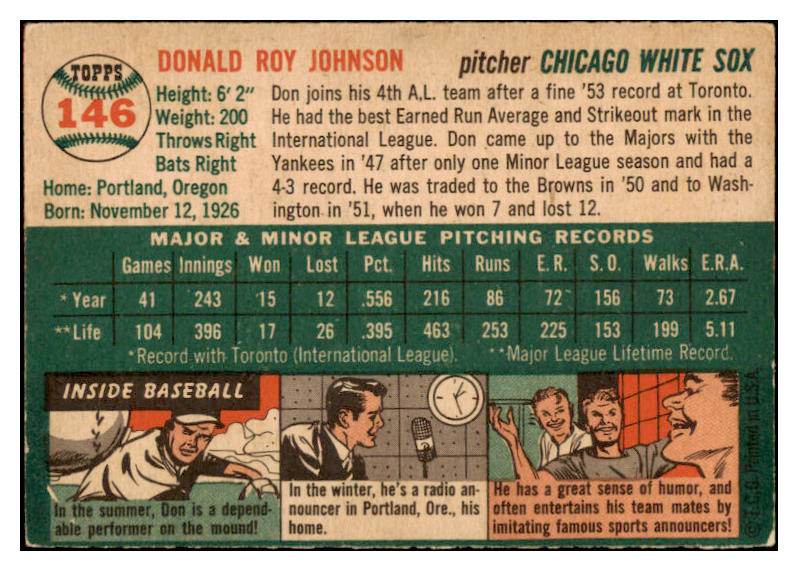 TOPPS
146
DONALD ROY JOHNSON pitcher CHICAGO WHITE SOX
Height: 6' 2"
Weight: 200
Throws Right
Bats Right
Home: Portland, Oregon
Born: November 12, 1926
Don joins his 4th A.L. team after a fine '53 record at Toronto.
He had the best Earned Run Average and Strikeout mark in the
International League. Don came up to the Majors with the
Yankees in '47 after only one Minor League season and had a
4-3 record. He was traded to the Browns in '50 and to Wash-
ington in '51, when he won 7 and lost 12.
MAJOR & MINOR LEAGUE PITCHING RECORDS
Games Innings Won Lost Pct. Hits Runs E.R. S.O. Walks E.R.A.
*Year 41 243 '15 12 .556 216 86 72 156 73 2.67
**Life 104 396 17 26 .395 463 253 225 153 199 5.11
*Record with Toronto (International League). **Major League Lifetime Record.
INSIDE BASEBALL
In the summer, Don is a depend-
able performer on the mound!
In the winter, he's a radio an-
nouncer in Portland, Ore., his
home.
He has a great sense of humor, and
often entertains his team mates by
imitating famous sports announcers!
© T.C.G. Printed in U.S.A.